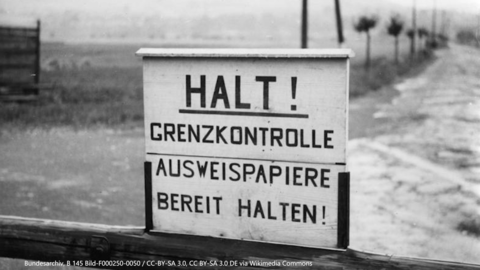 HALT!
GRENZKONTROLLE
AUSWEISPAPIERE
BEREIT HALTEN!
Bundesarchiv, B 145 Bild-F000250-0050 / CC-BY-SA 3.0, CC BY-SA 3.0 DE via Wikimedia Commons